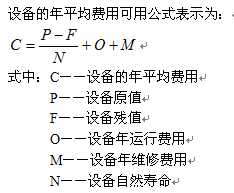 设备的年平均费用可用公式表示为：
C = \frac{P-F}{N} + O + M
式中：C——设备的年平均费用
P——设备原值
F——设备残值
O——设备年运行费用
M——设备年维修费用
N——设备自然寿命